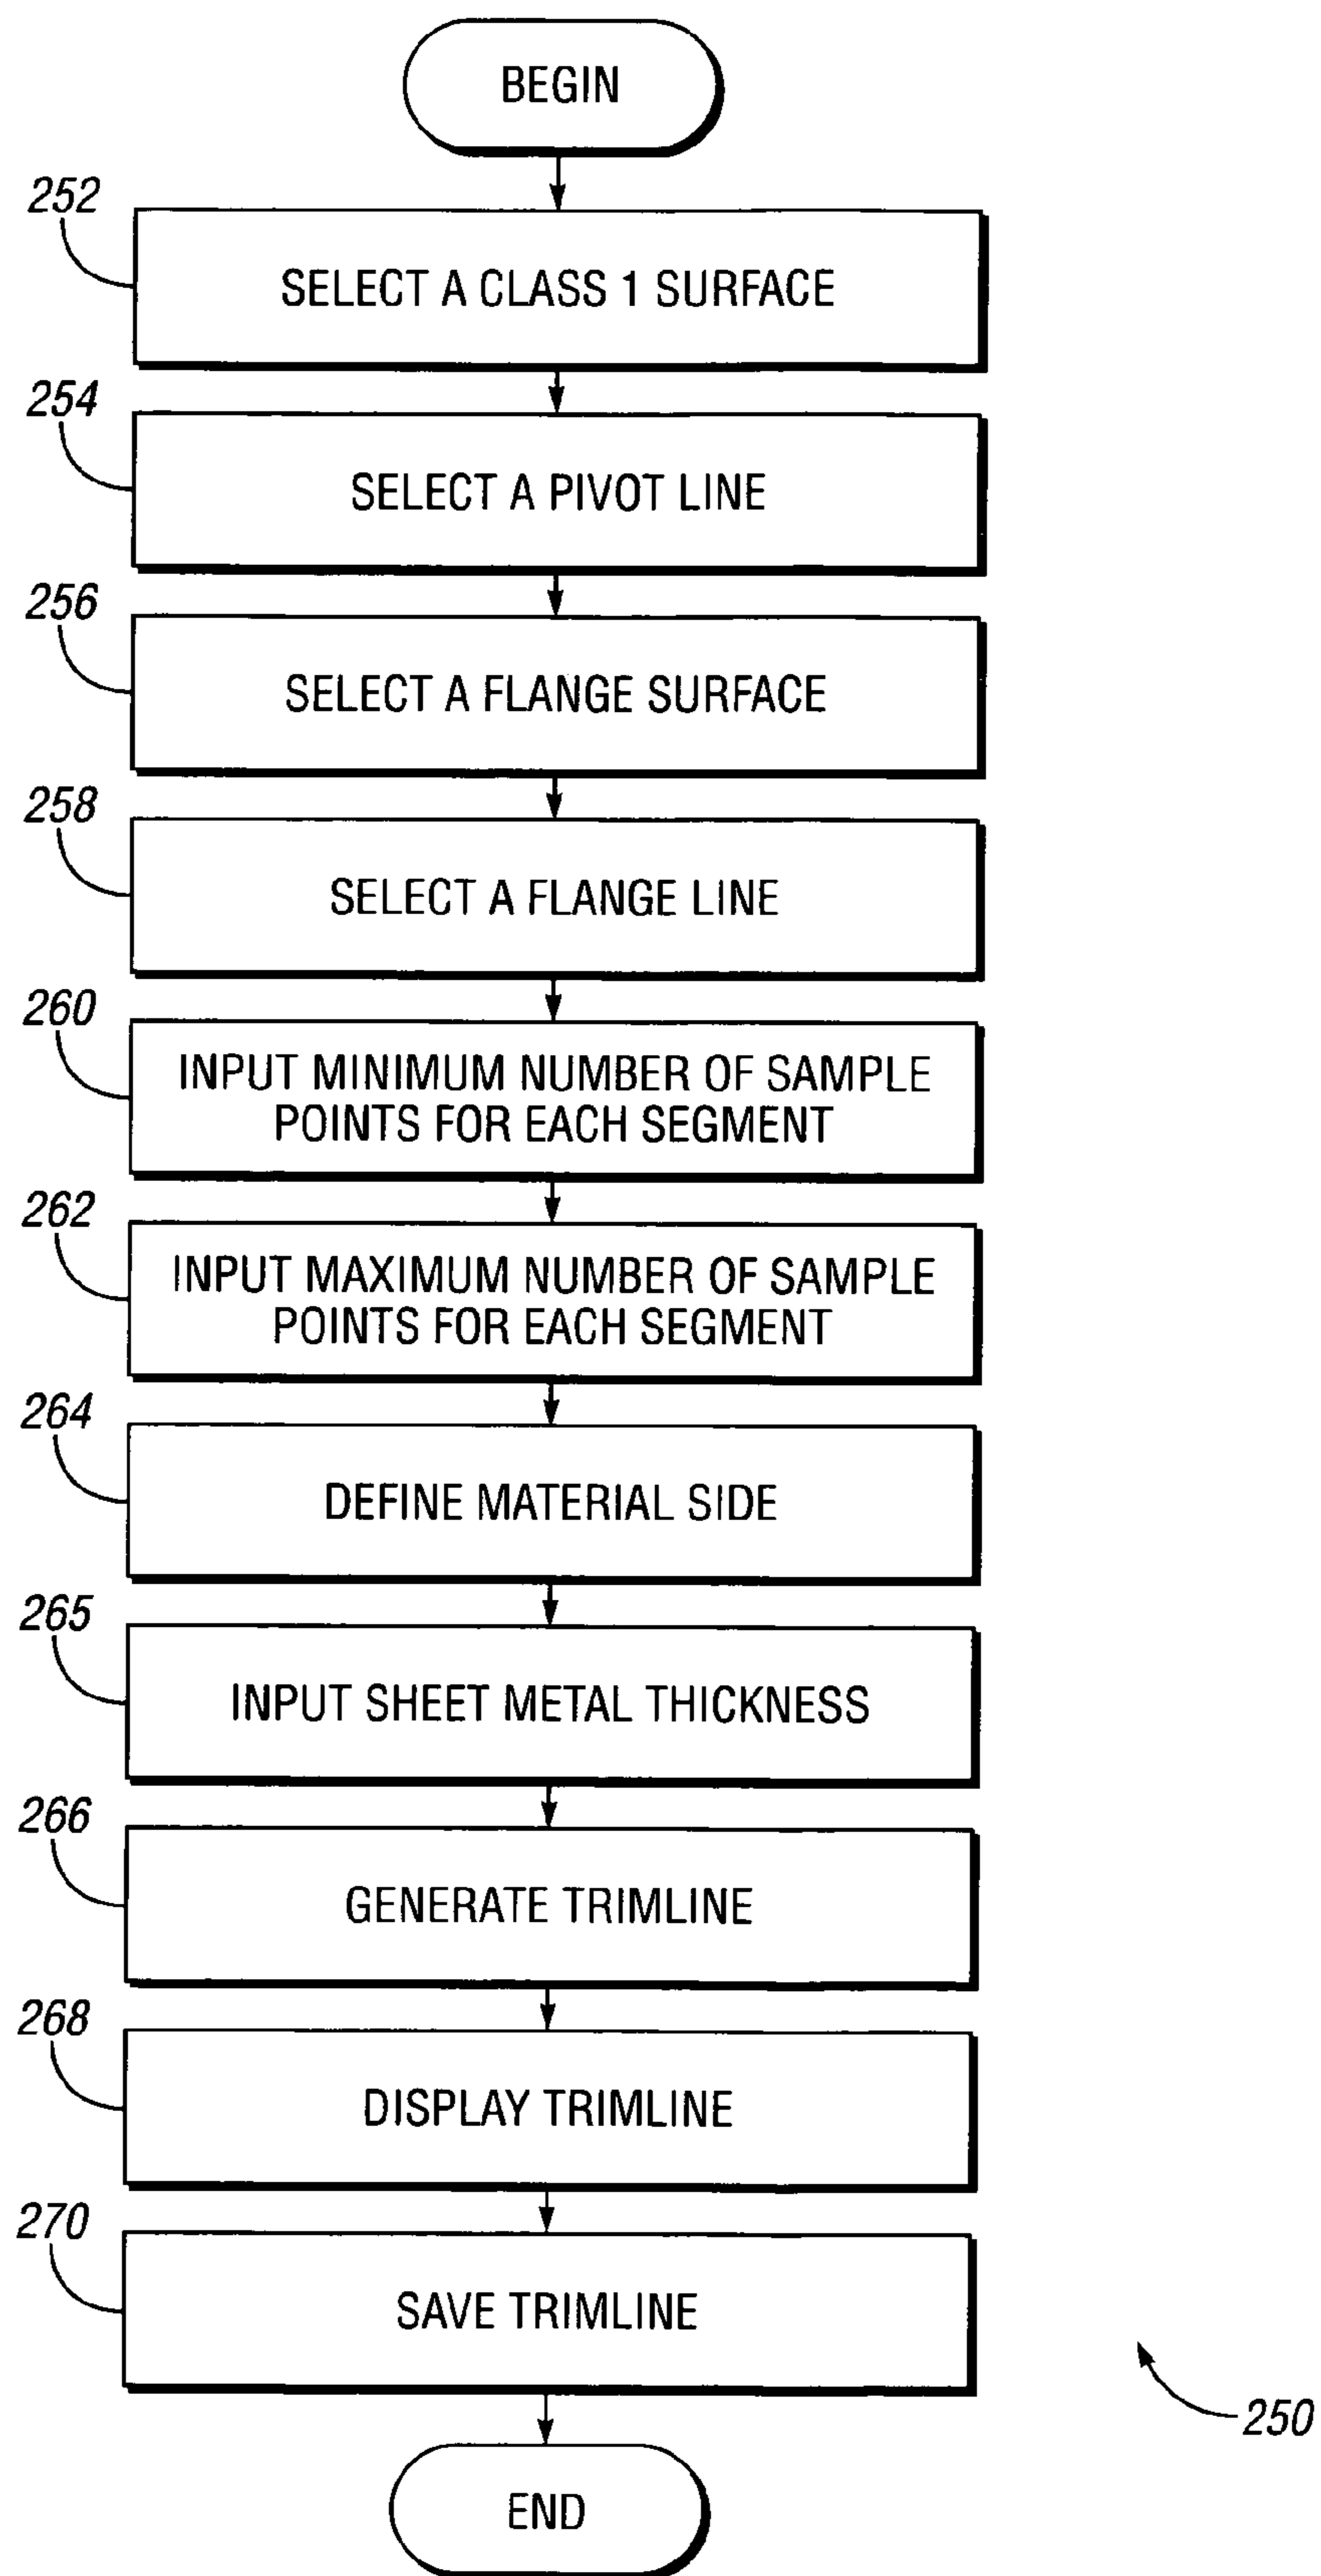 BEGIN
252
SELECT A CLASS 1 SURFACE
254
SELECT A PIVOT LINE
256
SELECT A FLANGE SURFACE
258
SELECT A FLANGE LINE
260
INPUT MINIMUM NUMBER OF SAMPLE
POINTS FOR EACH SEGMENT
262
INPUT MAXIMUM NUMBER OF SAMPLE
POINTS FOR EACH SEGMENT
264
DEFINE MATERIAL SIDE
265
INPUT SHEET METAL THICKNESS
266
GENERATE TRIMLINE
268
DISPLAY TRIMLINE
270
SAVE TRIMLINE
250
END